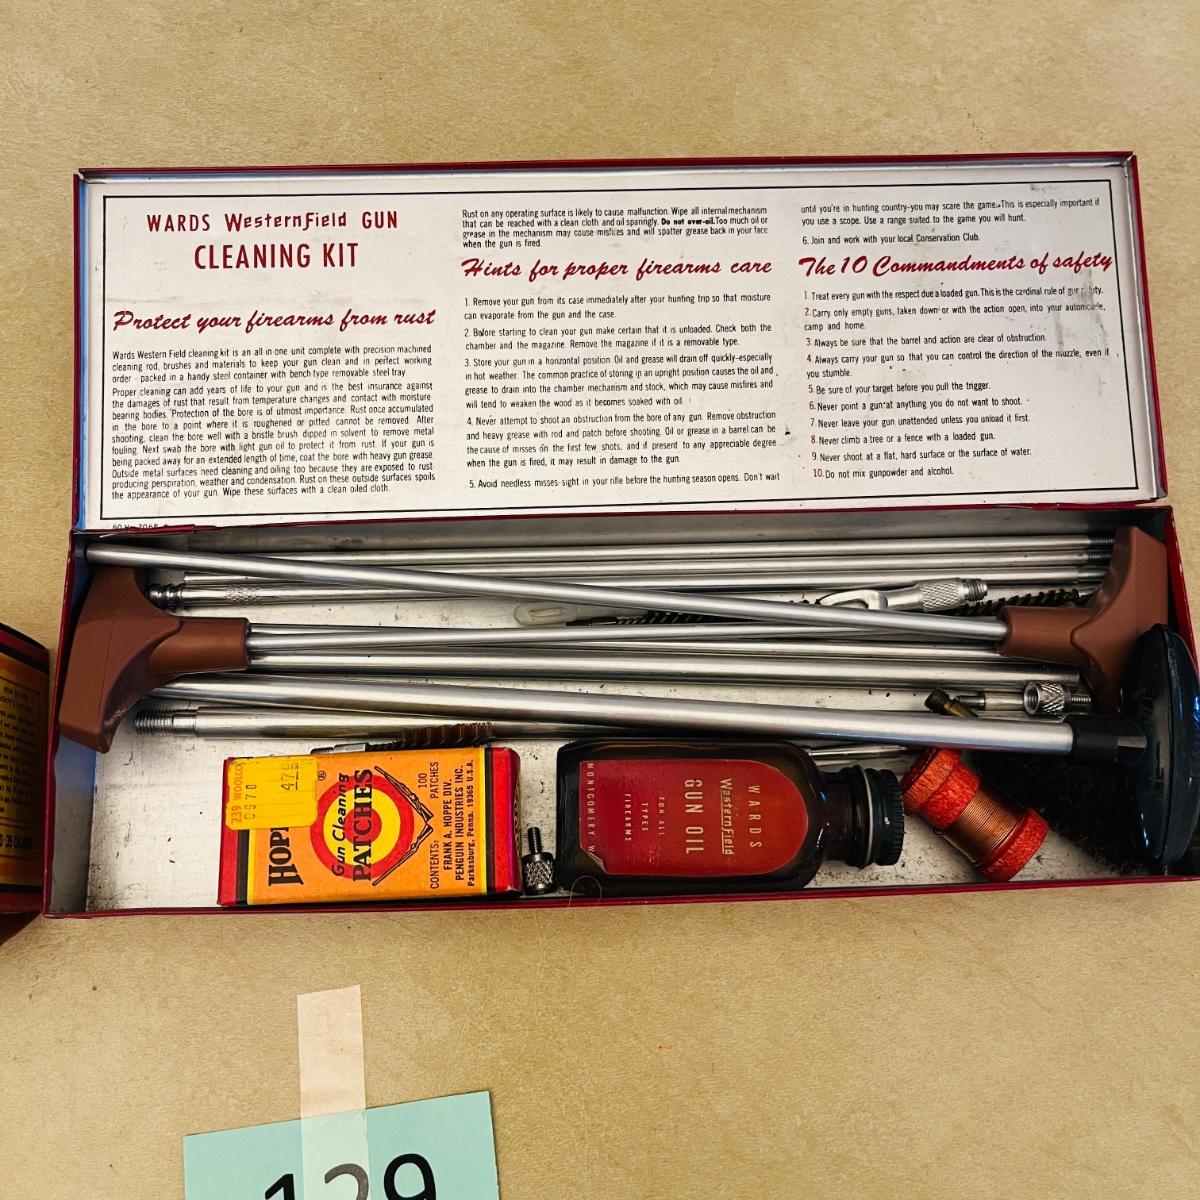 WARDS WesternField GUN
CLEANING KIT
Protect your firearms from rust
Wards Western Field cleaning kit is an all in one unit complete with precision machined
cleaning rod, brushes and materials to keep your gun clean and in perfect working
order - packed in a handy steel container with bench type removable steel tray.
Proper cleaning can add years of life to your gun and is the best insurance against
the damages of rust that result from temperature changes and contact with moisture
bearing bodies. Protection of the bore is of utmost importance. Rust once accumulated
in the bore to a point where it is roughened or pitted cannot be removed. After
shooting, clean the bore well with a bristle brush dipped in solvent to remove metal
fouling. Next swab the bore with light gun oil to protect it from rust. If your gun is
being packed away for an extended length of time, coat the bore with heavy gun grease.
Outside metal surfaces need cleaning and oiling too because they are exposed to rust-
producing perspiration, weather and condensation. Rust on these outside surfaces spoils
the appearance of your gun. Wipe these surfaces with a clean oiled cloth.
Rust on any operating surface is likely to cause malfunction. Wipe all internal mechanism
that can be reached with a clean cloth and oil sparingly. Do not over-oil. Too much oil or
grease in the mechanism may cause misfires and will spatter grease back in your face
when the gun is fired.
Hints for proper firearms care
1. Remove your gun from its case immediately after your hunting trip so that moisture
can evaporate from the gun and the case.
2. Before starting to clean your gun make certain that it is unloaded. Check both the
chamber and the magazine. Remove the magazine if it is a removable type.
3. Store your gun in a horizontal position. Oil and grease will drain off quickly-especially
in hot weather. The common practice of storing in an upright position causes the oil and
grease to drain into the chamber mechanism and stock, which may cause misfires and
will tend to weaken the wood as it becomes soaked with oil.
4. Never attempt to shoot an obstruction from the bore of any gun. Remove obstruction
and heavy grease with rod and patch before shooting. Oil or grease in a barrel can be
the cause of misses on the first few shots, and if present to any appreciable degree
when the gun is fired, it may result in damage to the gun.
5. Avoid needless misses-sight in your rifle before the hunting season opens. Don't wait
until you're in hunting country-you may scare the game. This is especially important if
you use a scope. Use a range suited to the game you will hunt.
6. Join and work with your local Conservation Club.
The 10 Commandments of safety
1. Treat every gun with the respect due a loaded gun. This is the cardinal rule of
2. Carry only empty guns, taken down or with the action open, into your automobile,
camp and home.
3. Always be sure that the barrel and action are clear of obstruction.
4. Always carry your gun so that you can control the direction of the muzzle, even if
you stumble.
5. Be sure of your target before you pull the trigger.
6. Never point a gun at anything you do not want to shoot.
7. Never leave your gun unattended unless you unload it first.
8. Never climb a tree or a fence with a loaded gun.
9. Never shoot at a flat, hard surface or the surface of water.
10. Do not mix gunpowder and alcohol.
239 WOOLCO
0970
47
HOP
Gun Cleaning
PATCHES
®
CONTENTS: 100 PATCHES
FRANK A. HOPPE DIV.
PENGUIN INDUSTRIES INC.
Parkesburg, Penna. 19365 U.S.A.
WARDS
WesternField
GUN OIL
FOR ALL
TYPES
FIREARMS
MONTGOMERY W
129